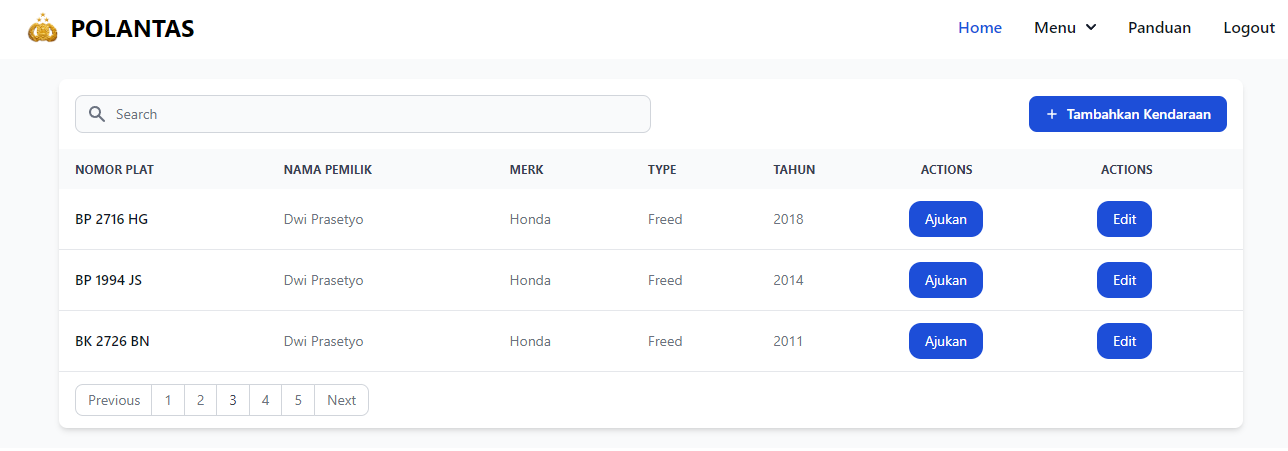 POLANTAS Home Menu Panduan Logout
Search + Tambahkan Kendaraan
NOMOR PLAT NAMA PEMILIK MERK TYPE TAHUN ACTIONS ACTIONS
BP 2716 HG Dwi Prasetyo Honda Freed 2018 Ajukan Edit
BP 1994 JS Dwi Prasetyo Honda Freed 2014 Ajukan Edit
BK 2726 BN Dwi Prasetyo Honda Freed 2011 Ajukan Edit
Previous 1 2 3 4 5 Next